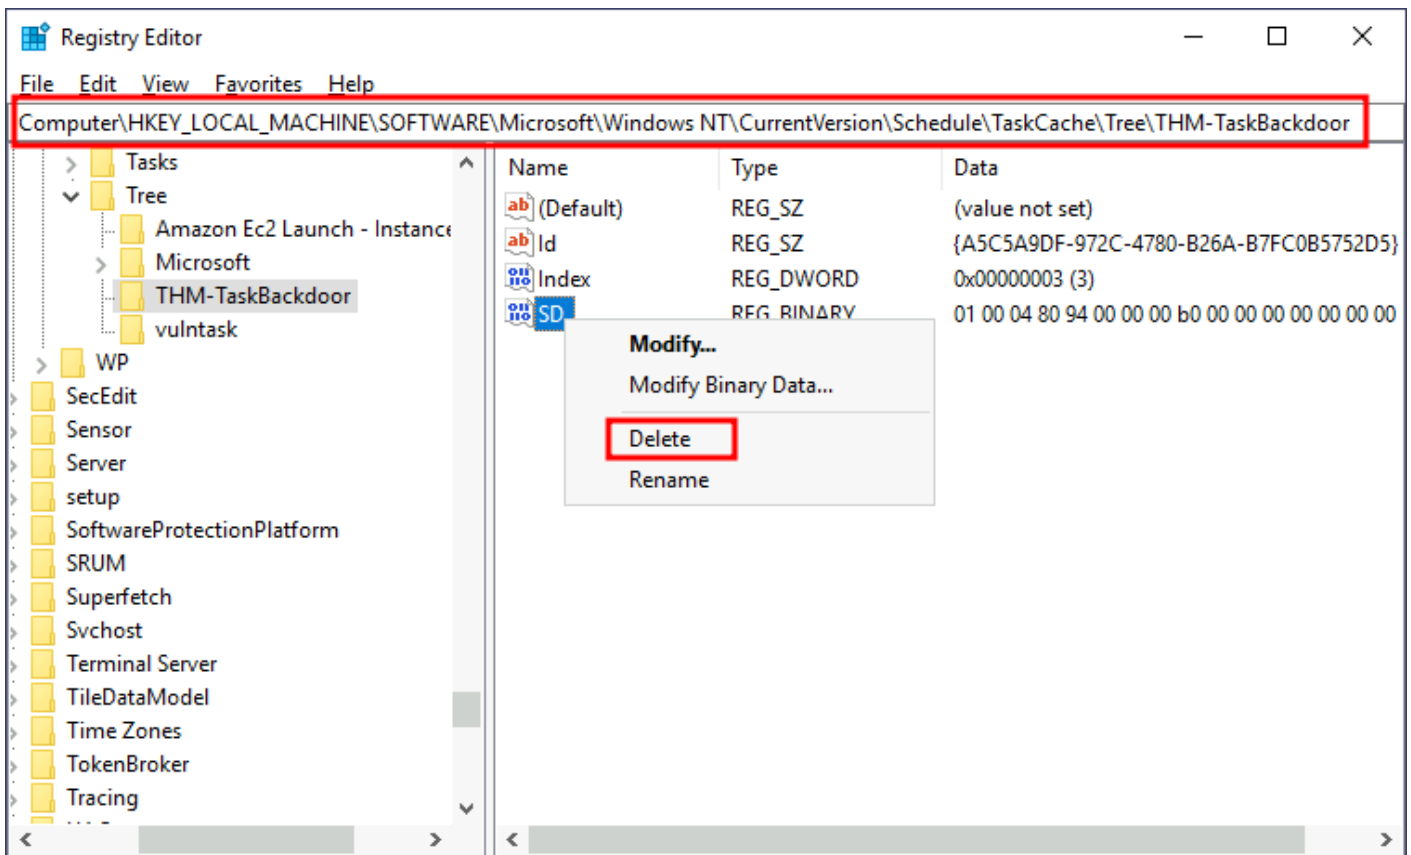 Registry Editor
File Edit View Favorites Help
Computer\HKEY_LOCAL_MACHINE\SOFTWARE\Microsoft\Windows NT\CurrentVersion\Schedule\TaskCache\Tree\THM-TaskBackdoor
Tasks
Tree
Amazon Ec2 Launch - Instance
Microsoft
THM-TaskBackdoor
vulntask
WP
SecEdit
Sensor
Server
setup
SoftwareProtectionPlatform
SRUM
Superfetch
Svchost
Terminal Server
TileDataModel
Time Zones
TokenBroker
Tracing
Name Type Data
(Default) REG_SZ (value not set)
Id REG_SZ {A5C5A9DF-972C-4780-B26A-B7FC0B5752D5}
Index REG_DWORD 0x00000003 (3)
SD REG_BINARY 01 00 04 80 94 00 00 00 b0 00 00 00 00 00 00 00
Modify...
Modify Binary Data...
Delete
Rename